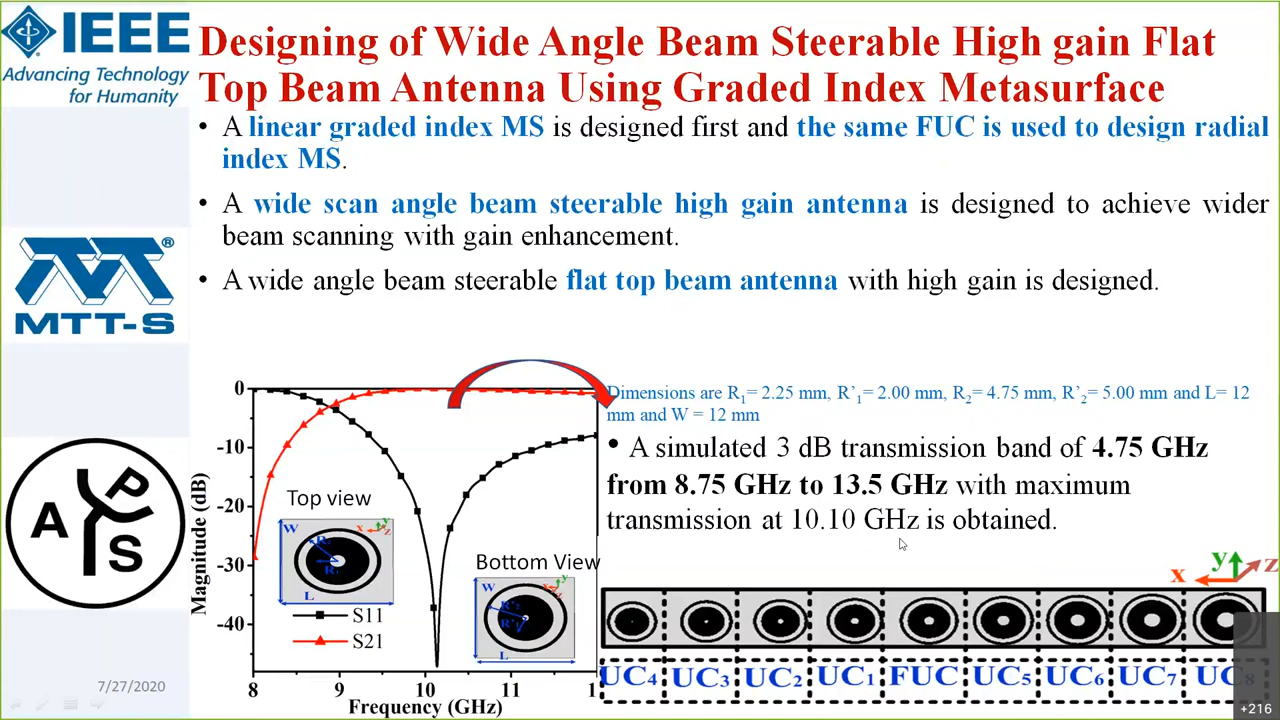 IEEE
Advancing Technology
for Humanity
Designing of Wide Angle Beam Steerable High gain Flat
Top Beam Antenna Using Graded Index Metasurface
• A linear graded index MS is designed first and the same FUC is used to design radial
index MS.
• A wide scan angle beam steerable high gain antenna is designed to achieve wider
beam scanning with gain enhancement.
• A wide angle beam steerable flat top beam antenna with high gain is designed.
®
MTT-S
A P S
Dimensions are R₁= 2.25 mm, R'₁= 2.00 mm, R₂= 4.75 mm, R'₂= 5.00 mm and L= 12
mm and W = 12 mm
• A simulated 3 dB transmission band of 4.75 GHz
from 8.75 GHz to 13.5 GHz with maximum
transmission at 10.10 GHz is obtained.
Magnitude (dB)
0
-10
-20
-30
-40
Top view
W
x y z
R₁
L
Bottom View
W
y
R'₂
R'₁
L
S11
S21
8 9 10 11 1
Frequency (GHz)
x y z
UC4 UC3 UC2 UC1 FUC UC5 UC6 UC7 UC8
7/27/2020
+216